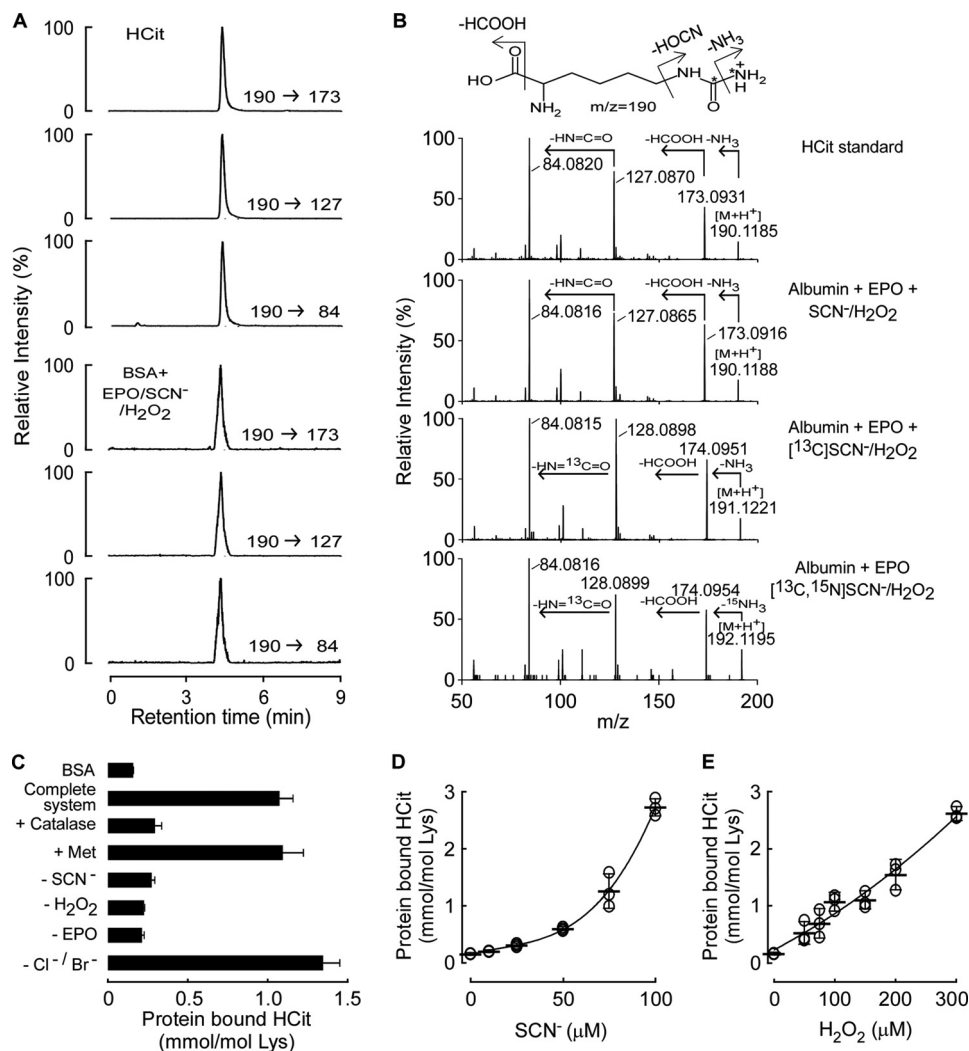 A
HCit
Relative Intensity (%)
100
0
190 → 173
100
0
190 → 127
100
0
190 → 84
BSA+
EPO/SCN⁻
/H₂O₂
100
0
190 → 173
100
0
190 → 127
100
0
190 → 84
0 3 6 9
Retention time (min)
B
-HCOOH
-HOCN
-NH₃
O
HO
NH₂
NH
C*
O
*N⁺H₂
H
m/z=190
Relative Intensity (%)
Relative Intensity (%)
HCit standard
100
50
0
-HN=C=O
-HCOOH
-NH₃
84.0820
127.0870
173.0931
[M+H⁺]
190.1185
Albumin + EPO +
SCN⁻/H₂O₂
100
50
0
-HN=C=O
-HCOOH
-NH₃
84.0816
127.0865
173.0916
[M+H⁺]
190.1188
Albumin + EPO +
[¹³C]SCN⁻/H₂O₂
100
50
0
84.0815
128.0898
174.0951
-HN=¹³C=O
-HCOOH
-NH₃
[M+H⁺]
191.1221
Albumin + EPO
[¹³C,¹⁵N]SCN⁻/H₂O₂
100
50
0
84.0816
128.0899
174.0954
-HN=¹³C=O
-HCOOH
-¹⁵NH₃
[M+H⁺]
192.1195
50 100 150 200
m/z
C
BSA
Complete
system
+ Catalase
+ Met
- SCN⁻
- H₂O₂
- EPO
- Cl⁻ / Br⁻
0 0.5 1.0 1.5
Protein bound HCit
(mmol/mol Lys)
D
Protein bound HCit
(mmol/mol Lys)
3
2
1
0
0 50 100
SCN⁻ (μM)
E
Protein bound HCit
(mmol/mol Lys)
3
2
1
0
0 100 200 300
H₂O₂ (μM)